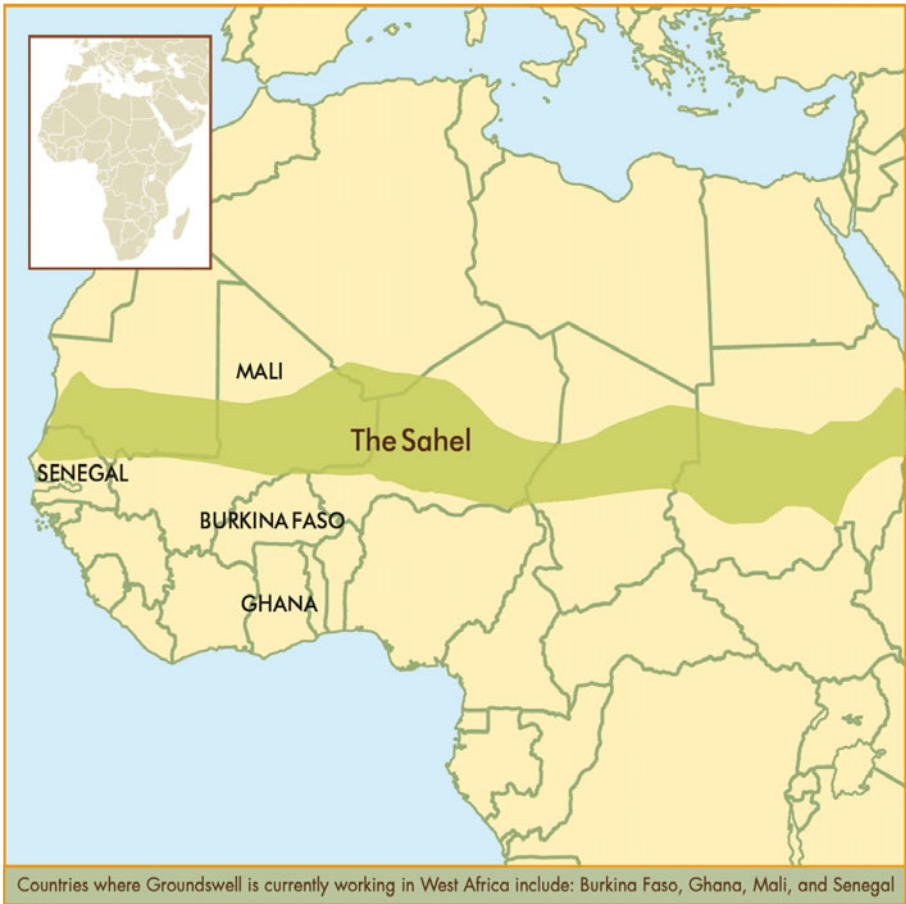 MALI
The Sahel
SENEGAL
BURKINA FASO
GHANA
Countries where Groundswell is currently working in West Africa include: Burkina Faso, Ghana, Mali, and Senegal